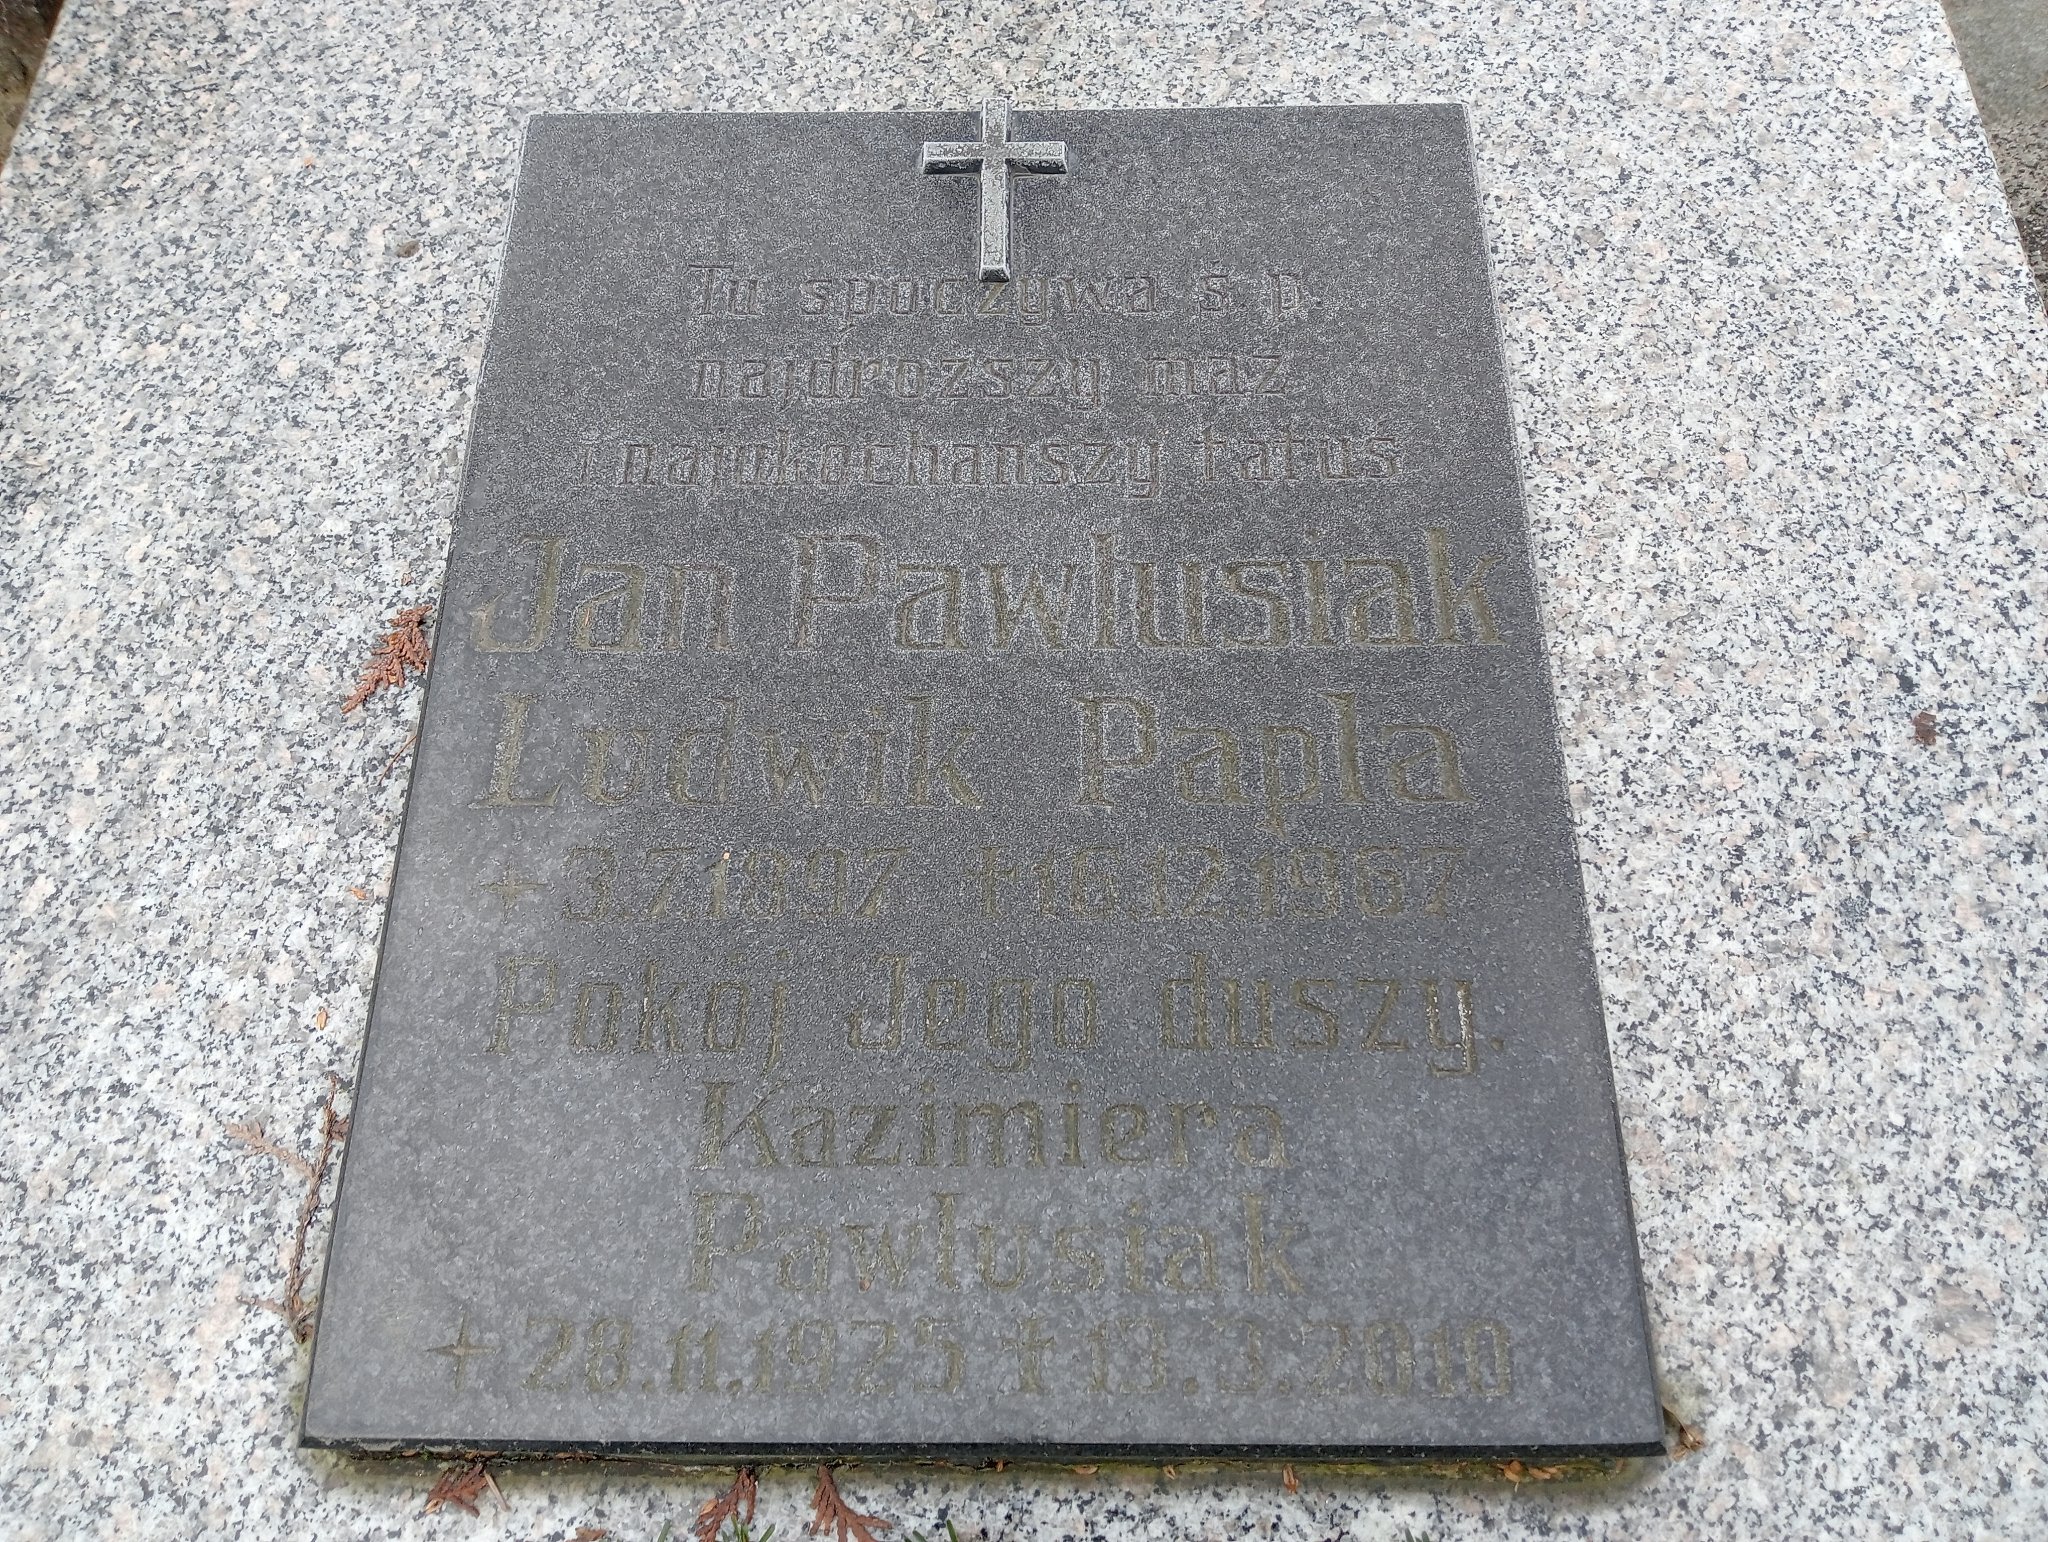 Tu spoczywa ś.p.
najdroższy mąż
i najukochańszy tatuś
Jan Pawlusiak
Ludwik Papla
+ 3.7.1897 † 16.12.1967
Pokój Jego duszy.
Kazimiera
Pawlusiak
+ 28.11.1925 † 13.3.2010